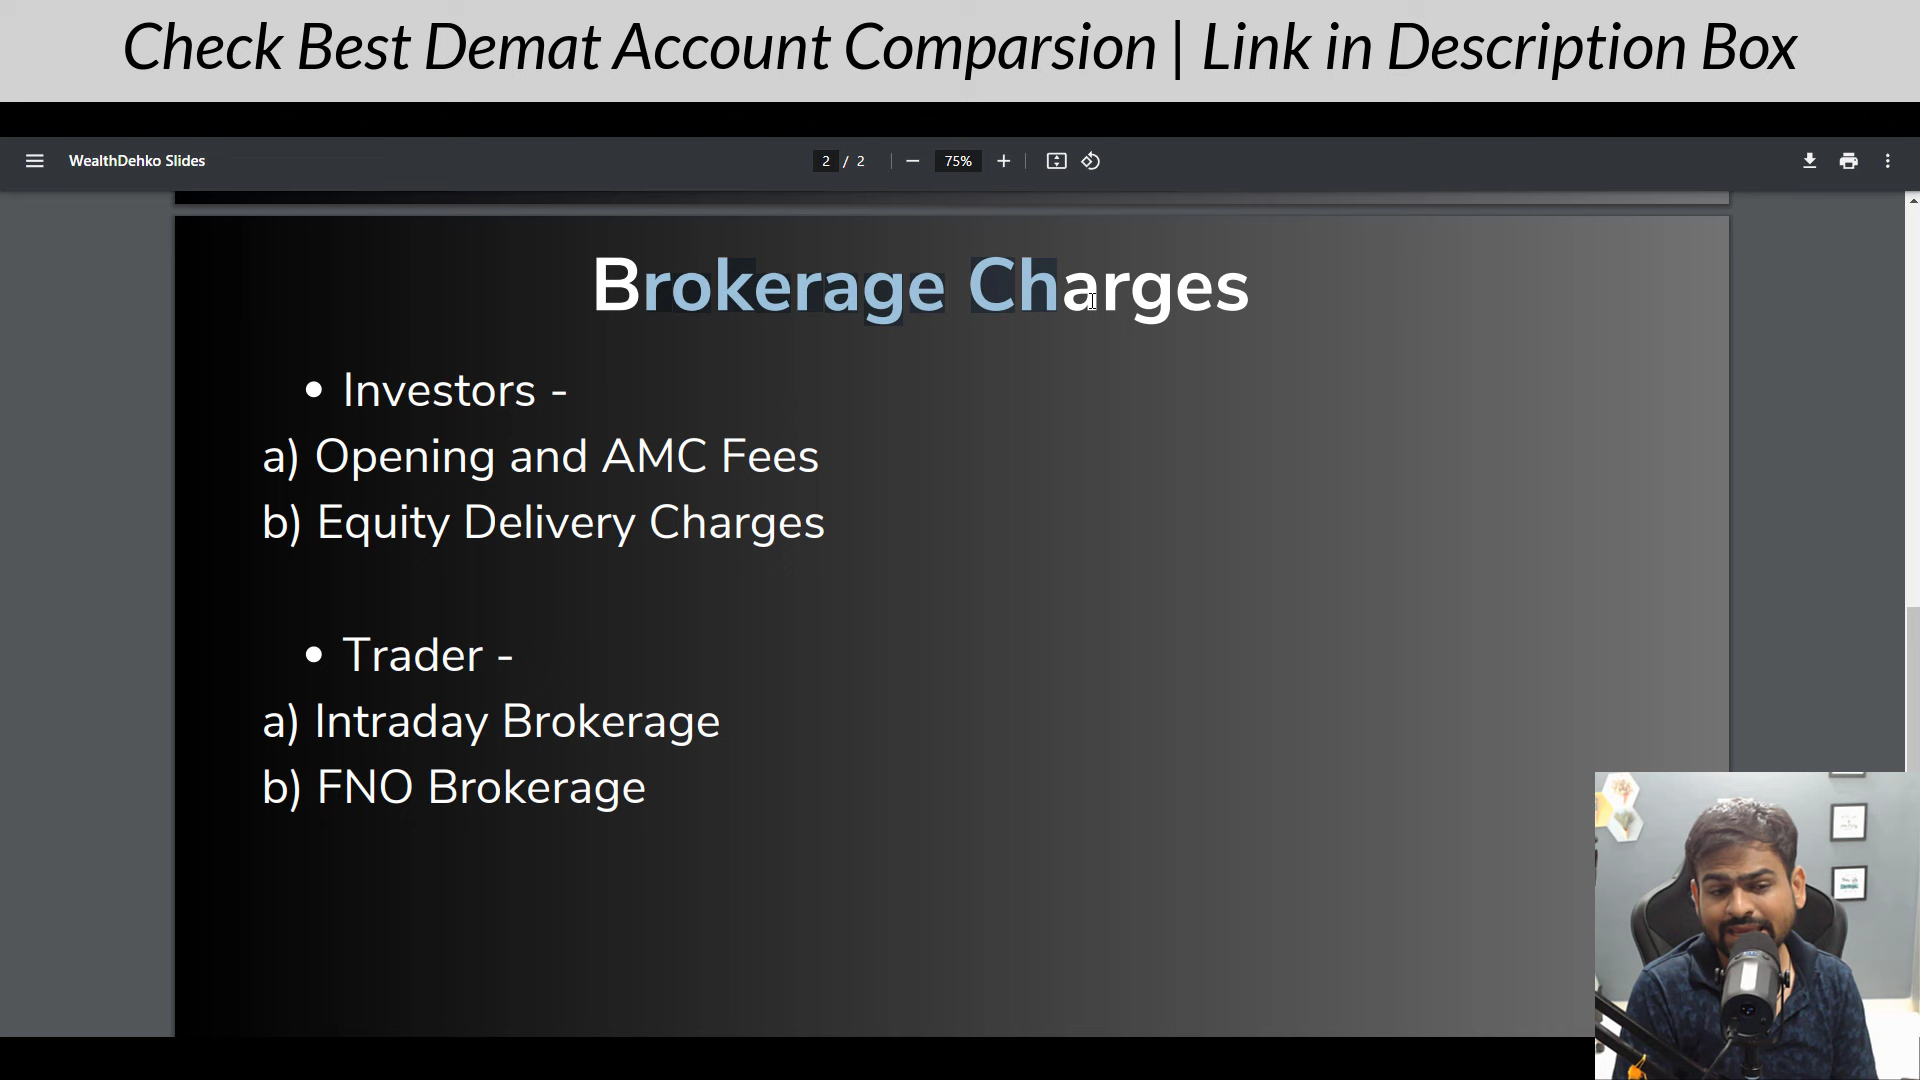 Check Best Demat Account Comparsion | Link in Description Box
WealthDehko Slides
2 / 2
75%
Brokerage Charges
• Investors -
a) Opening and AMC Fees
b) Equity Delivery Charges
• Trader -
a) Intraday Brokerage
b) FNO Brokerage